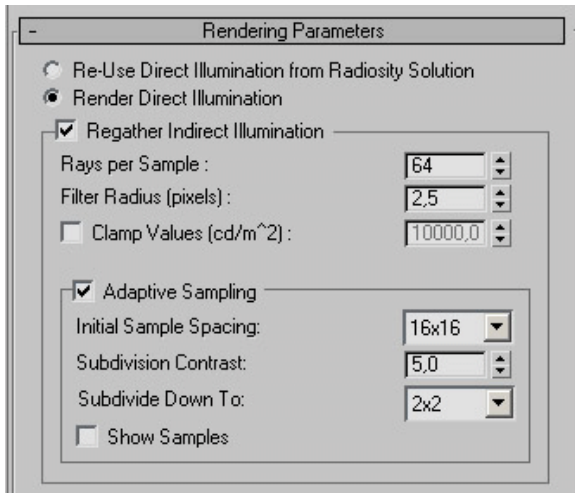 - Rendering Parameters
Re-Use Direct Illumination from Radiosity Solution
Render Direct Illumination
Regather Indirect Illumination
Rays per Sample : 64
Filter Radius (pixels) : 2,5
Clamp Values (cd/m^2) : 10000,0
Adaptive Sampling
Initial Sample Spacing: 16x16
Subdivision Contrast: 5,0
Subdivide Down To: 2x2
Show Samples